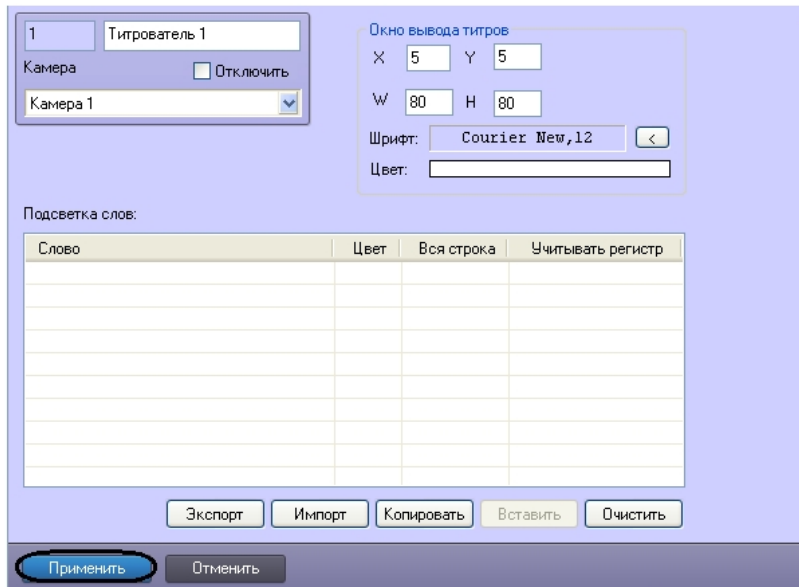 1 Титрователь 1
Камера Отключить
Камера 1
Окно вывода титров
X 5 Y 5
W 80 H 80
Шрифт: Courier New,12 <
Цвет:
Подсветка слов:
Слово Цвет Вся строка Учитывать регистр
Экспорт Импорт Копировать Вставить Очистить
Применить Отменить